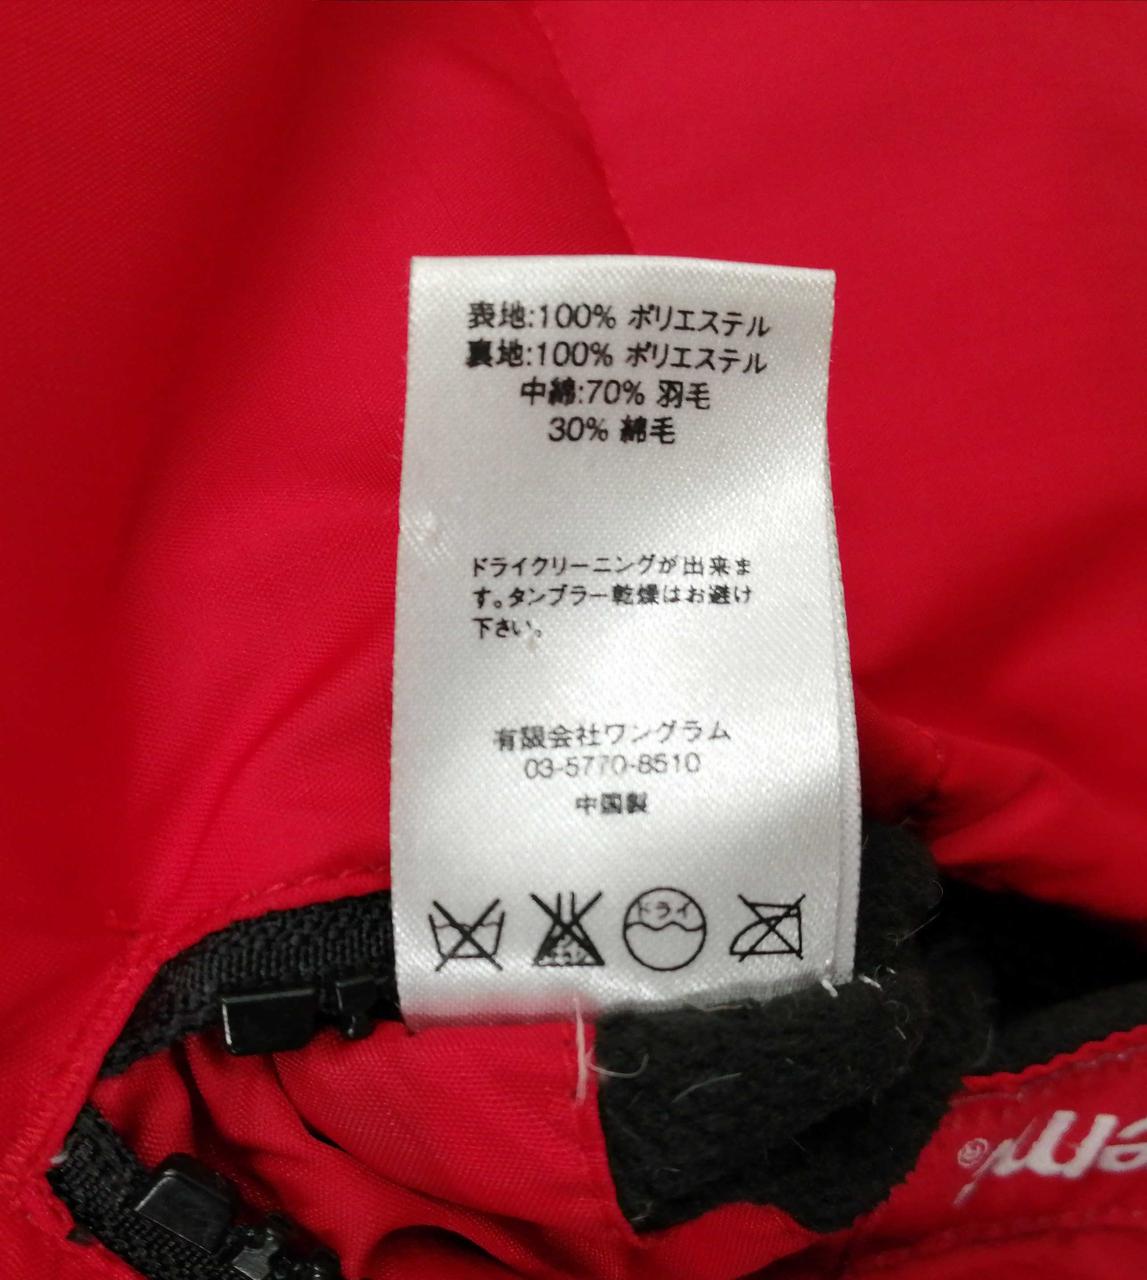 表地:100% ポリエステル
裏地:100% ポリエステル
中綿:70% 羽毛
30% 綿毛
ドライクリーニングが出来ま
す。タンブラー乾燥はお避け
下さい。
有限会社ワングラム
03-5770-8510
中国製
ドライ